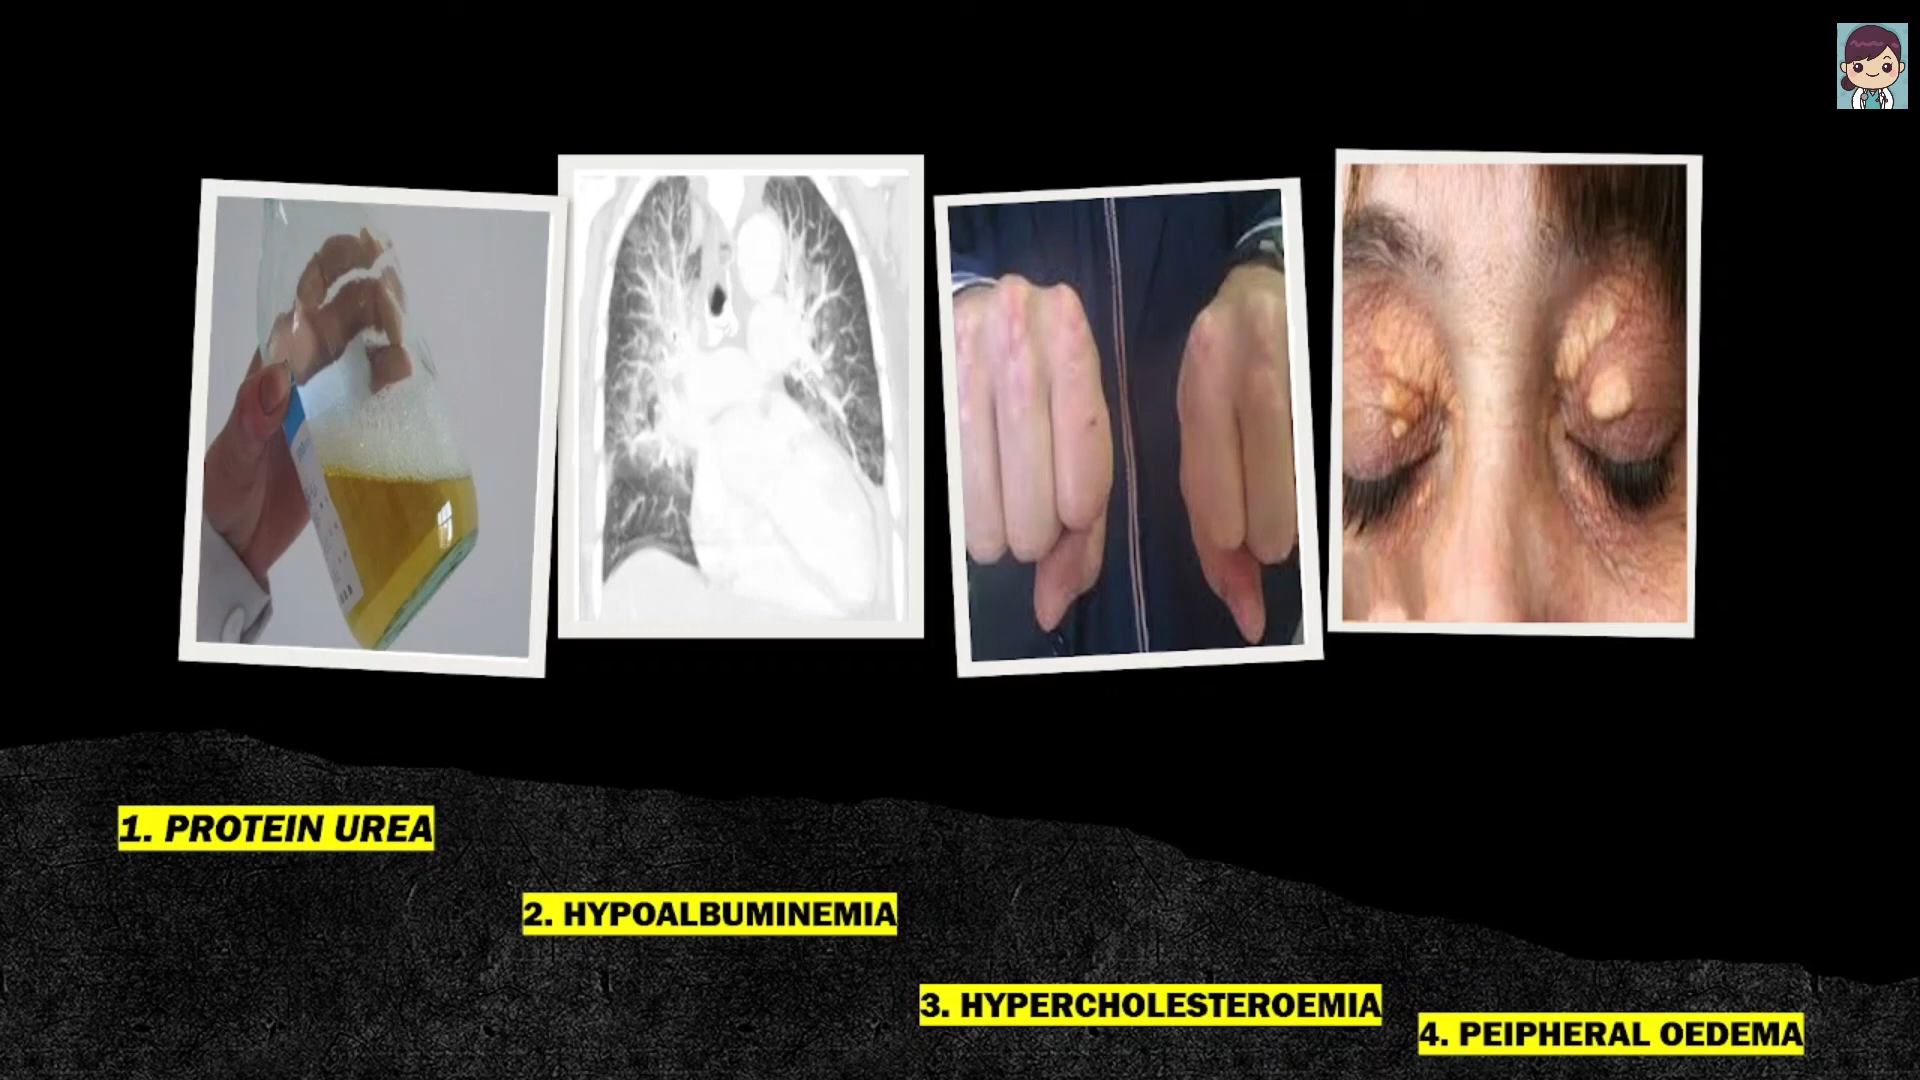 1. PROTEIN UREA
2. HYPOALBUMINEMIA
3. HYPERCHOLESTEROEMIA
4. PEIPHERAL OEDEMA